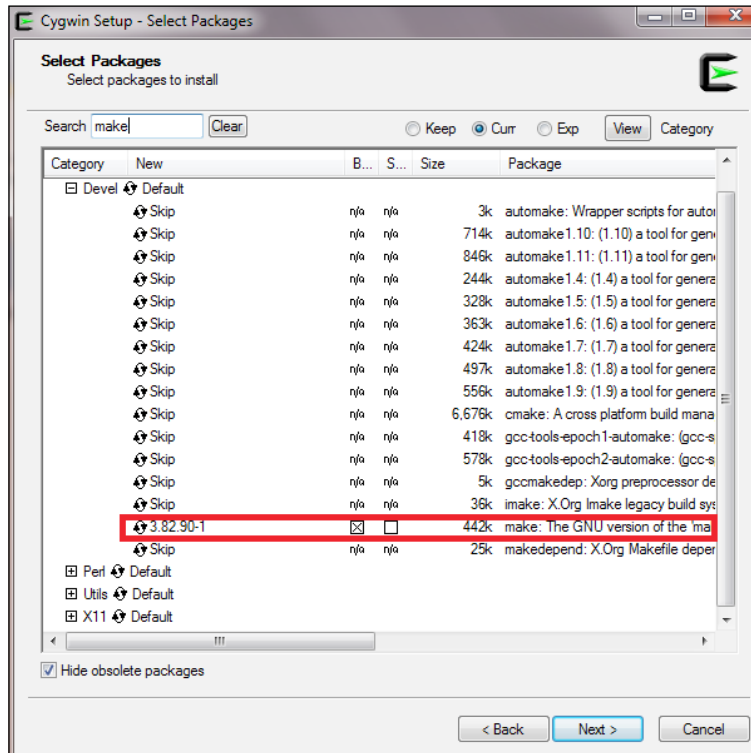 Cygwin Setup - Select Packages
Select Packages
Select packages to install
Search make Clear Keep Curr Exp View Category
Category New B... S... Size Package
Devel Default
Skip n/a n/a 3k automake: Wrapper scripts for autor
Skip n/a n/a 714k automake1.10: (1.10) a tool for gene
Skip n/a n/a 846k automake1.11: (1.11) a tool for gene
Skip n/a n/a 244k automake1.4: (1.4) a tool for genera
Skip n/a n/a 328k automake1.5: (1.5) a tool for genera
Skip n/a n/a 363k automake1.6: (1.6) a tool for genera
Skip n/a n/a 424k automake1.7: (1.7) a tool for genera
Skip n/a n/a 497k automake1.8: (1.8) a tool for genera
Skip n/a n/a 556k automake1.9: (1.9) a tool for genera
Skip n/a n/a 6,676k cmake: A cross platform build mana
Skip n/a n/a 418k gcc-tools-epoch1-automake: (gcc-s
Skip n/a n/a 578k gcc-tools-epoch2-automake: (gcc-s
Skip n/a n/a 5k gccmakedep: Xorg preprocessor de
Skip n/a n/a 36k imake: X.Org Imake legacy build sys
3.82.90-1 442k make: The GNU version of the 'ma
Skip n/a n/a 25k makedepend: X.Org Makefile deper
Perl Default
Utils Default
X11 Default
Hide obsolete packages
< Back Next > Cancel